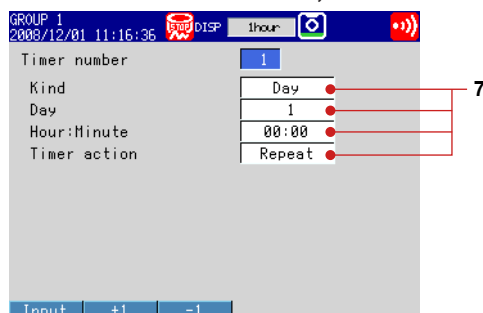 GROUP 1
2008/12/01 11:16:36 STOP DISP 1hour
Timer number 1
Kind Day 7
Day 1
Hour:Minute 00:00
Timer action Repeat
Input +1 -1